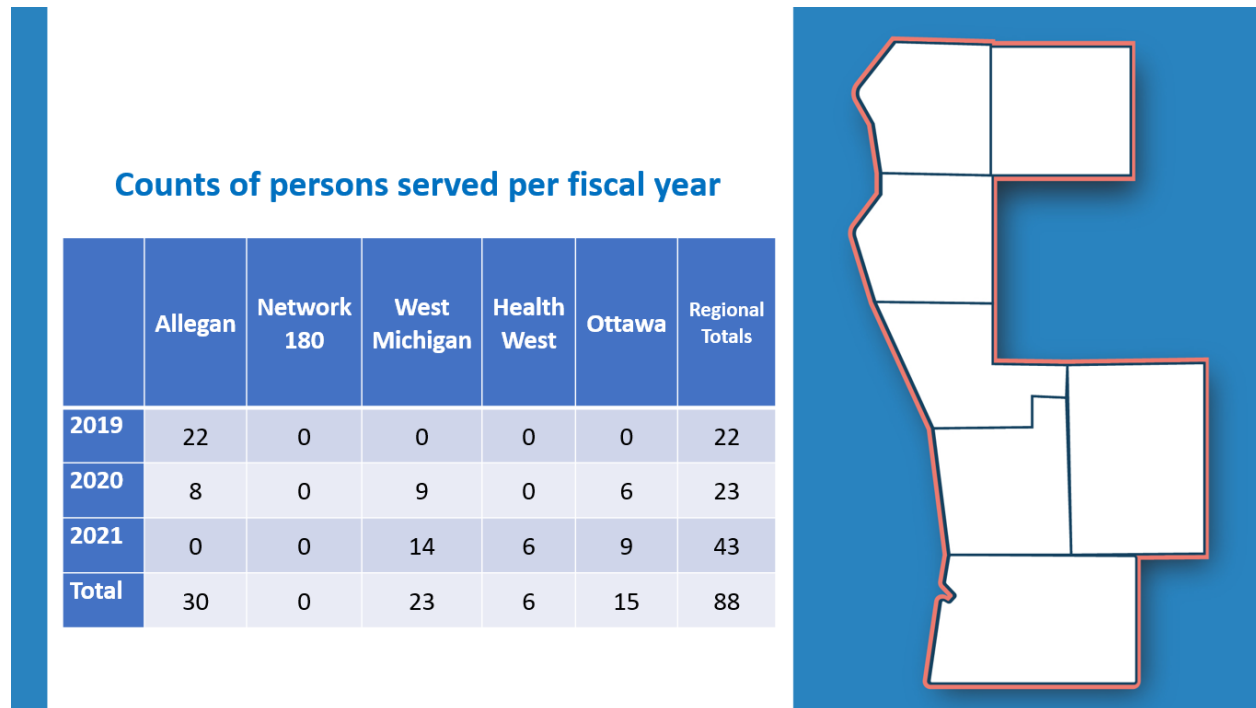 Counts of persons served per fiscal year
Allegan Network 180 West Michigan Health West Ottawa Regional Totals
2019 22 0 0 0 0 22
2020 8 0 9 0 6 23
2021 0 0 14 6 9 43
Total 30 0 23 6 15 88